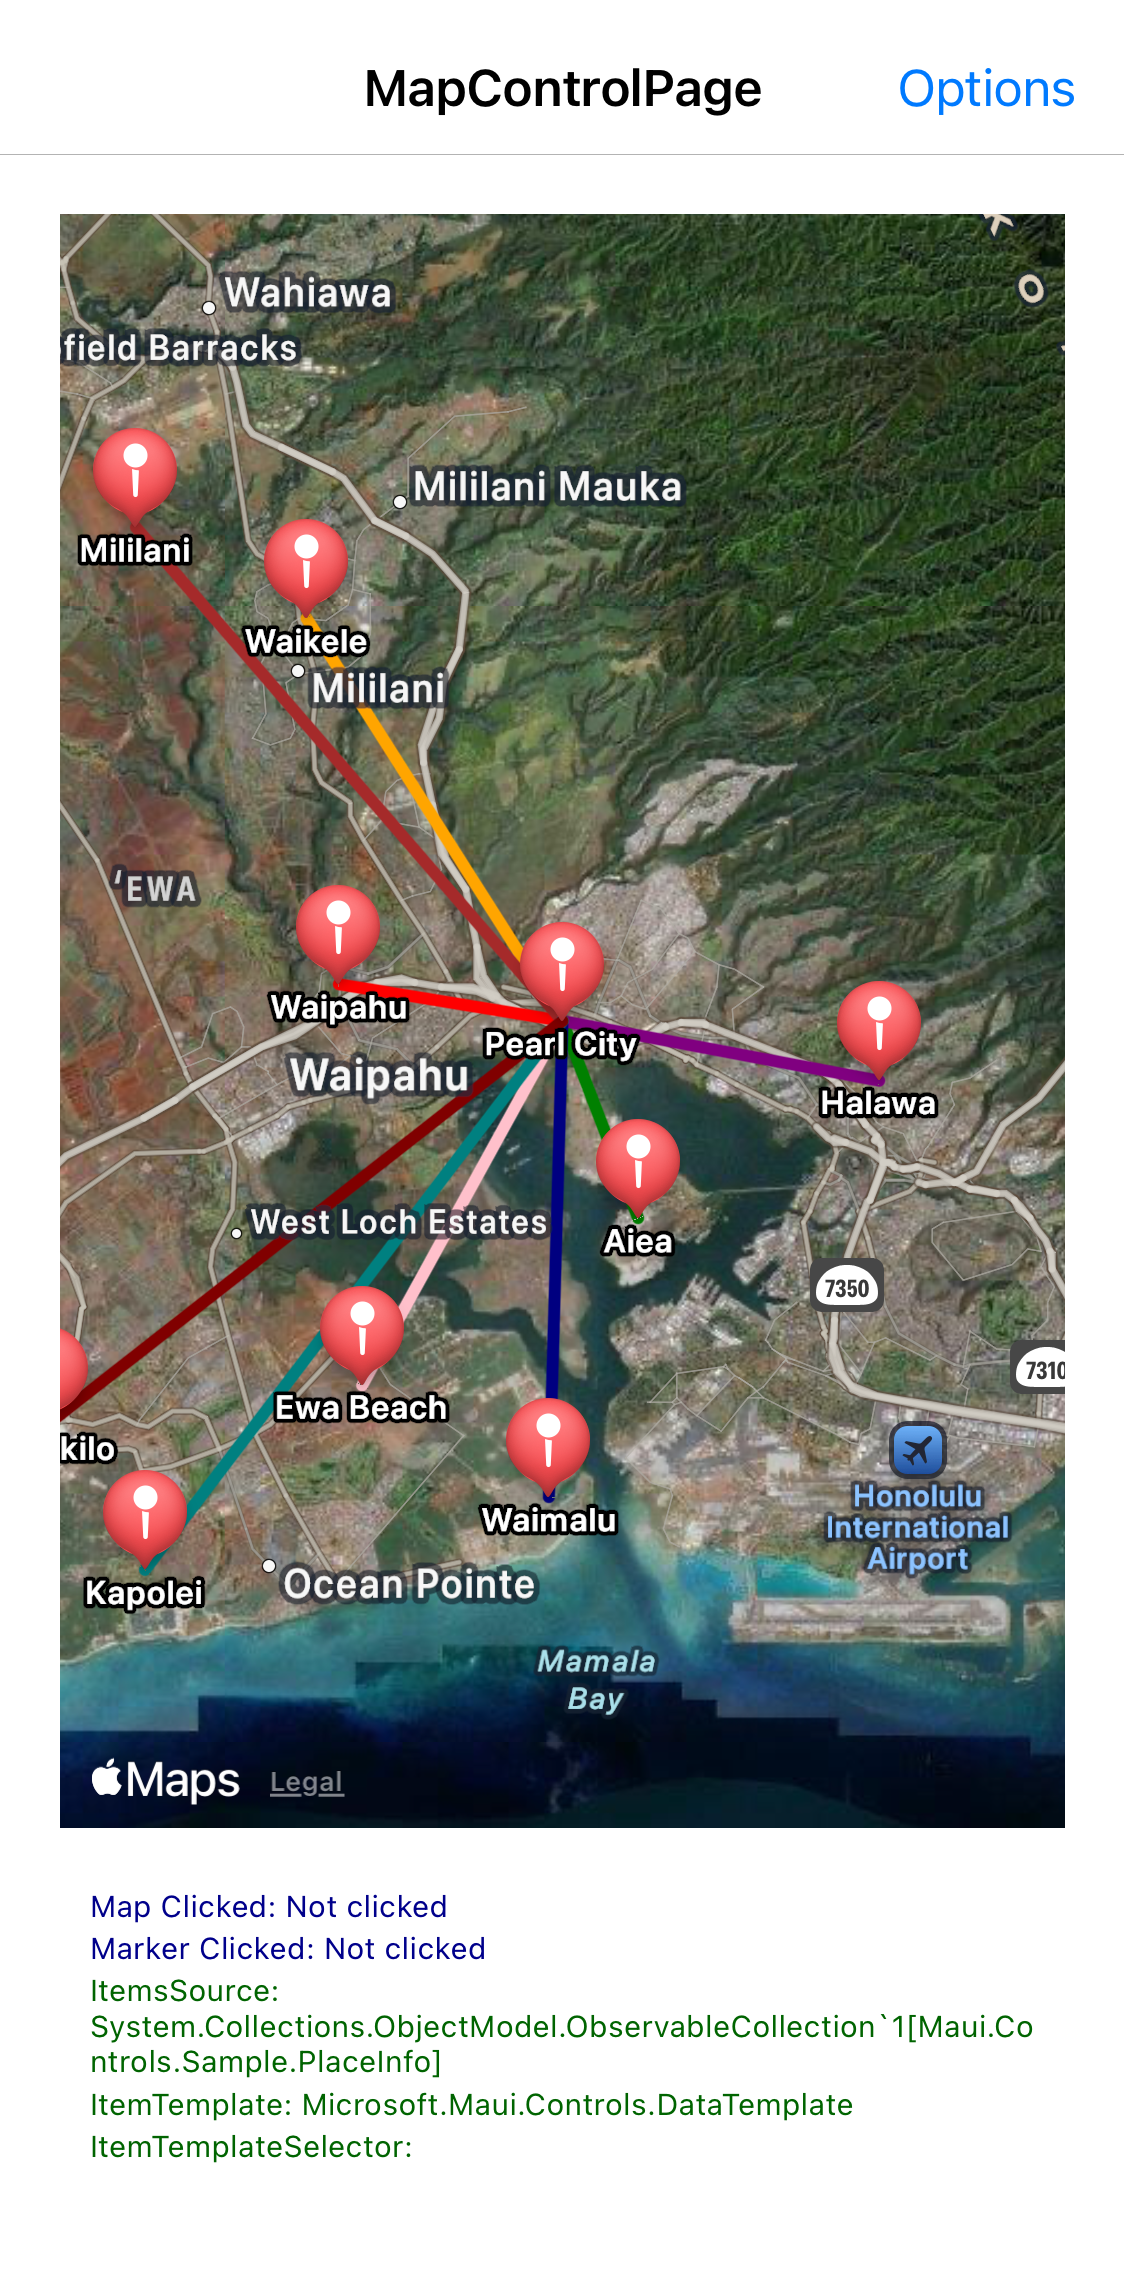 MapControlPage
Options
Wahiawa
field Barracks
Mililani Mauka
Mililani
Waikele
Mililani
ʻEWA
Waipahu
Pearl City
Waipahu
Halawa
West Loch Estates
Aiea
7350
7310
Ewa Beach
kilo
Waimalu
Honolulu
International
Airport
Kapolei
Ocean Pointe
Mamala
Bay
Maps
Legal
Map Clicked: Not clicked
Marker Clicked: Not clicked
ItemsSource:
System.Collections.ObjectModel.ObservableCollection`1[Maui.Co
ntrols.Sample.PlaceInfo]
ItemTemplate: Microsoft.Maui.Controls.DataTemplate
ItemTemplateSelector: